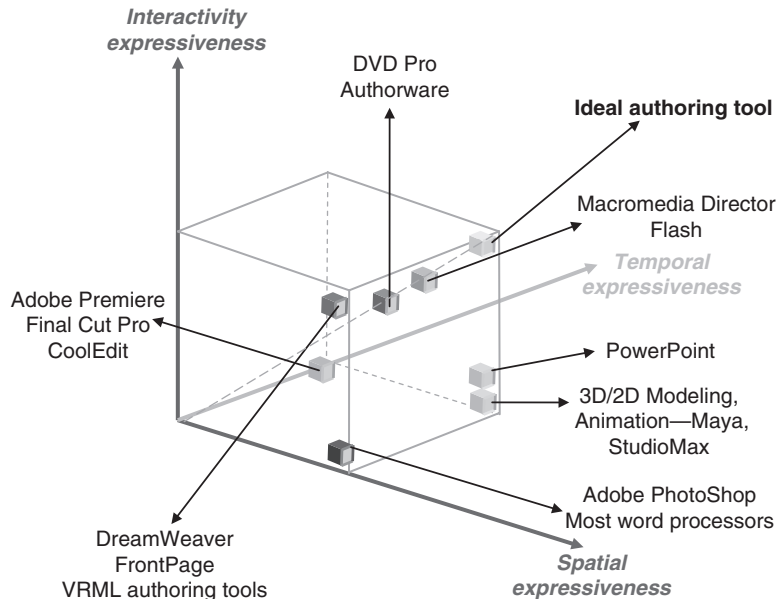 Interactivity
expressiveness
DVD Pro
Authorware
Ideal authoring tool
Macromedia Director
Flash
Temporal
expressiveness
Adobe Premiere
Final Cut Pro
CoolEdit
PowerPoint
3D/2D Modeling,
Animation—Maya,
StudioMax
Adobe PhotoShop
Most word processors
DreamWeaver
FrontPage
VRML authoring tools
Spatial
expressiveness